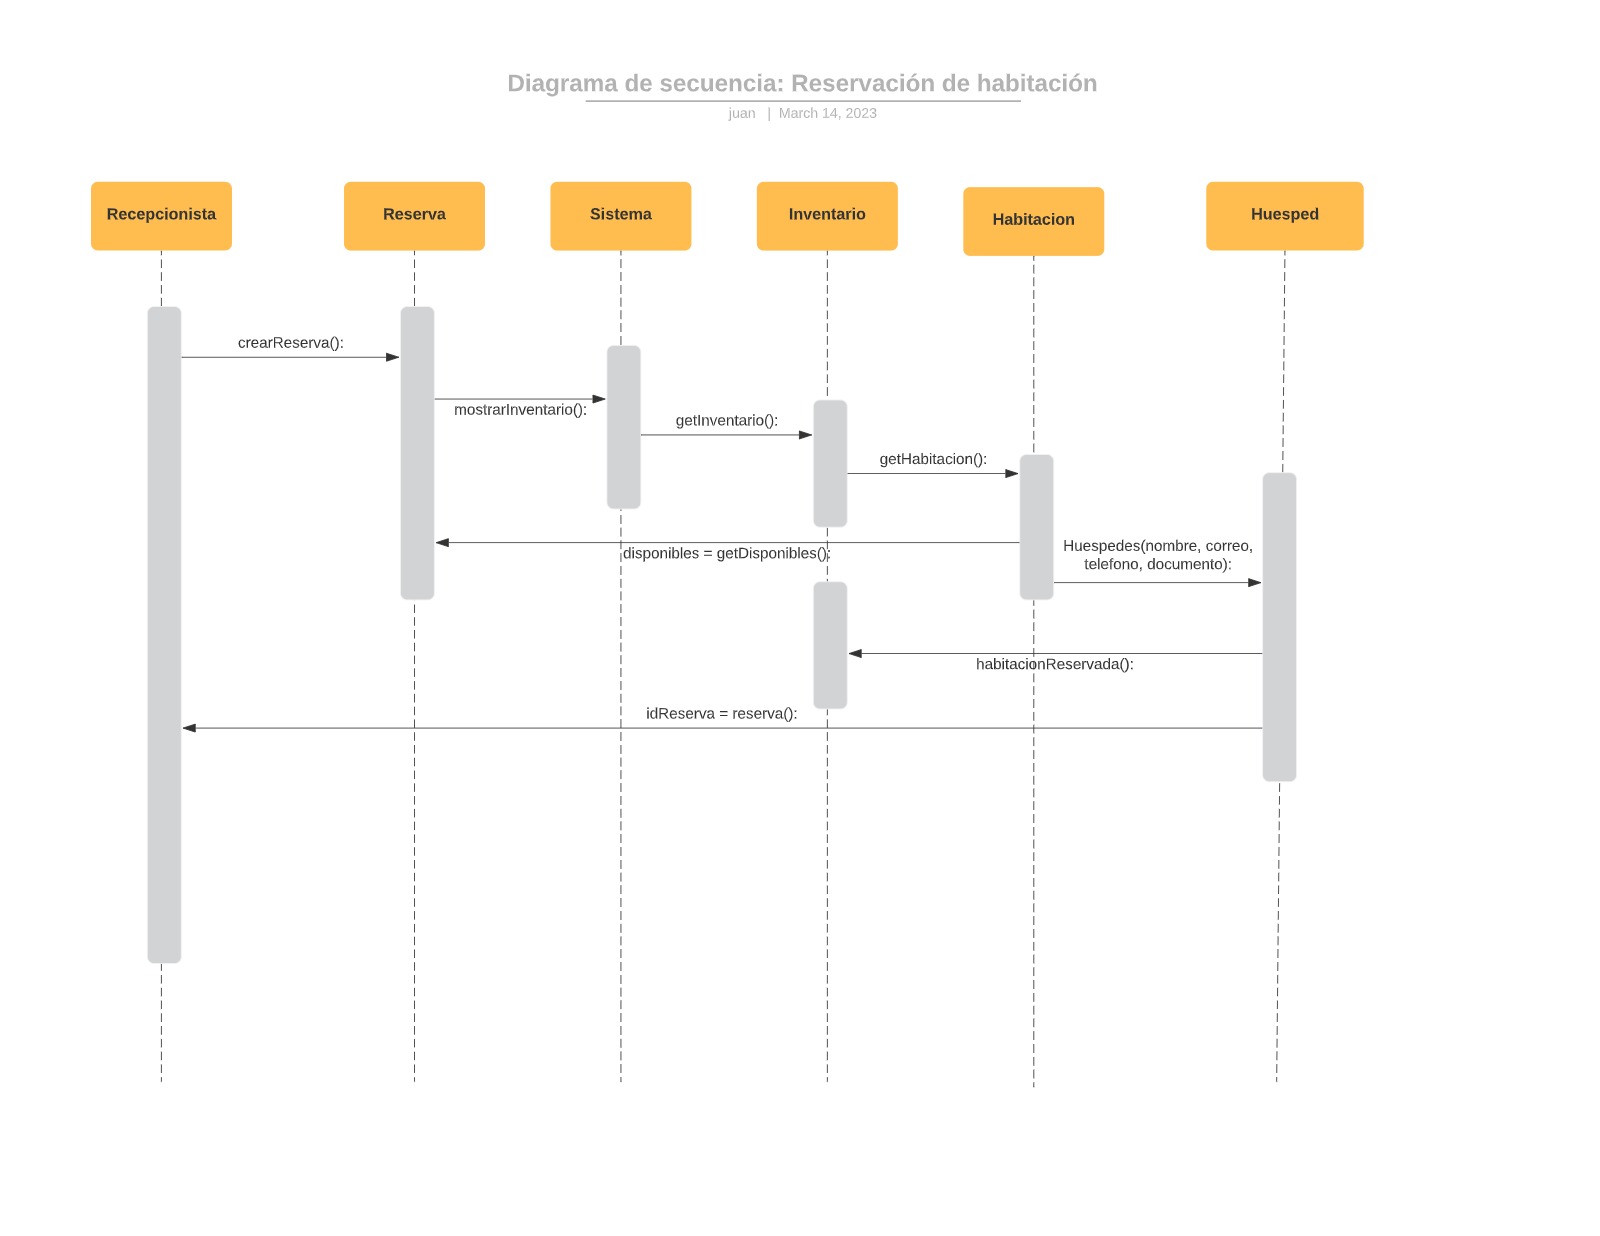 Diagrama de secuencia: Reservación de habitación
juan | March 14, 2023
Recepcionista
Reserva
Sistema
Inventario
Habitacion
Huesped
crearReserva():
mostrarInventario():
getInventario():
getHabitacion():
disponibles = getDisponibles():
Huespedes(nombre, correo,
telefono, documento):
habitacionReservada():
idReserva = reserva():